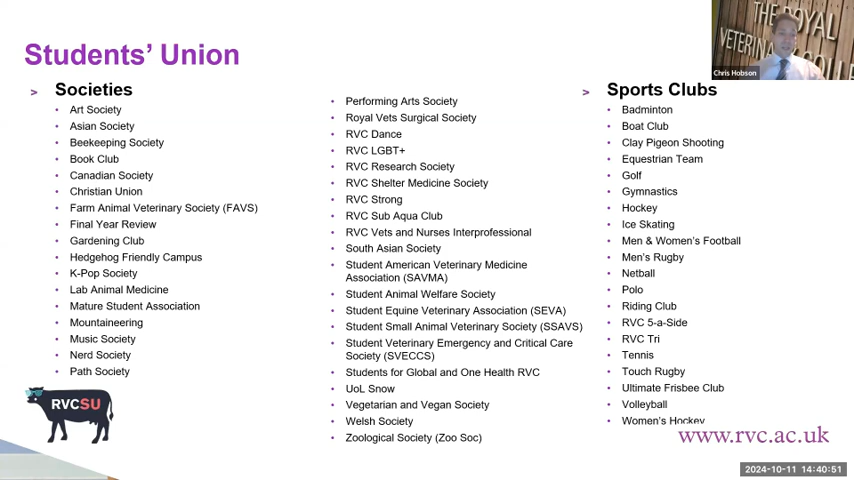 Students' Union
> Societies
• Art Society
• Asian Society
• Beekeeping Society
• Book Club
• Canadian Society
• Christian Union
• Farm Animal Veterinary Society (FAVS)
• Final Year Review
• Gardening Club
• Hedgehog Friendly Campus
• K-Pop Society
• Lab Animal Medicine
• Mature Student Association
• Mountaineering
• Music Society
• Nerd Society
• Path Society
• Performing Arts Society
• Royal Vets Surgical Society
• RVC Dance
• RVC LGBT+
• RVC Research Society
• RVC Shelter Medicine Society
• RVC Strong
• RVC Sub Aqua Club
• RVC Vets and Nurses Interprofessional
• South Asian Society
• Student American Veterinary Medicine
Association (SAVMA)
• Student Animal Welfare Society
• Student Equine Veterinary Association (SEVA)
• Student Small Animal Veterinary Society (SSAVS)
• Student Veterinary Emergency and Critical Care
Society (SVECCS)
• Students for Global and One Health RVC
• UoL Snow
• Vegetarian and Vegan Society
• Welsh Society
• Zoological Society (Zoo Soc)
> Sports Clubs
• Badminton
• Boat Club
• Clay Pigeon Shooting
• Equestrian Team
• Golf
• Gymnastics
• Hockey
• Ice Skating
• Men & Women's Football
• Men's Rugby
• Netball
• Polo
• Riding Club
• RVC 5-a-Side
• RVC Tri
• Tennis
• Touch Rugby
• Ultimate Frisbee Club
• Volleyball
• Women's Hockey
THE ROYAL
VETERINARY
Chris Hobson
RVCSU
www.rvc.ac.uk
2024-10-11 14:40:51